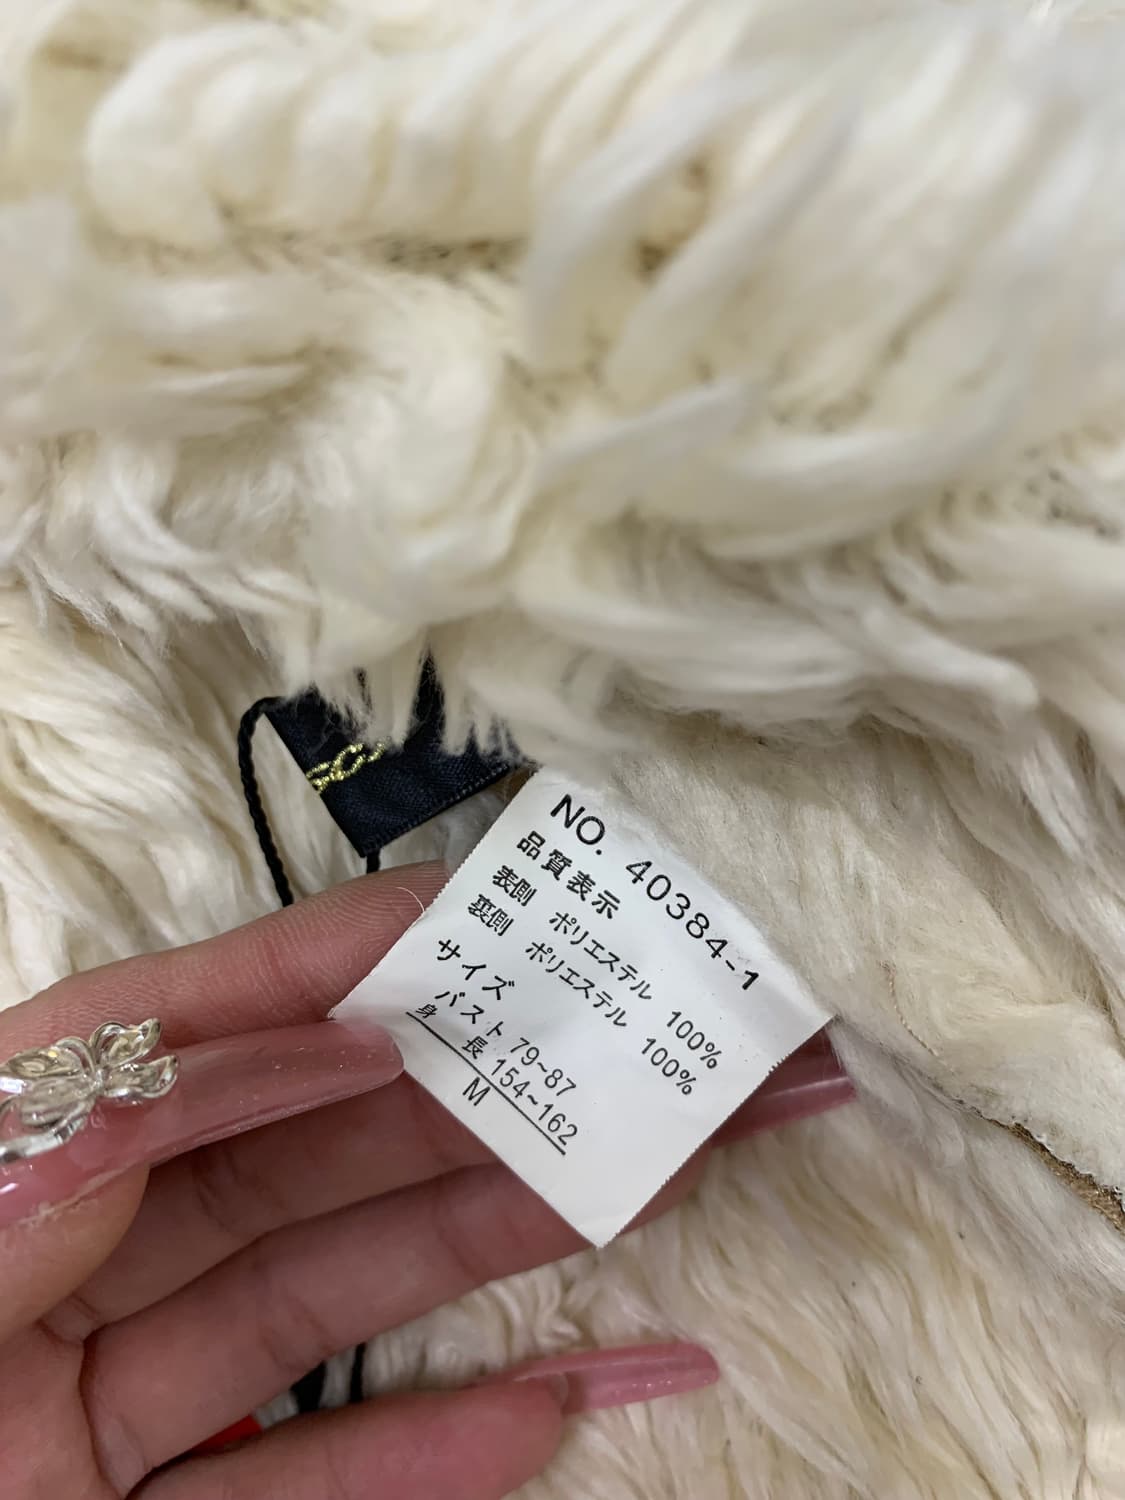 NO. 40384-1
品質表示
表側 ポリエステル 100%
裏側 ポリエステル 100%
サイズ
バスト 79~87
身長 154~162
M